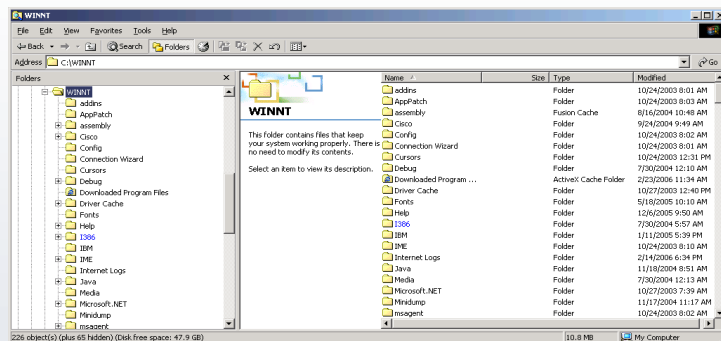 WINNT
File Edit View Favorites Tools Help
Back Search Folders
Address C:\WINNT Go
Folders
WINNT
addins
AppPatch
assembly
Cisco
Config
Connection Wizard
Cursors
Debug
Downloaded Program Files
Driver Cache
Fonts
Help
I386
IBM
IME
Internet Logs
Java
Media
Microsoft.NET
Minidump
msagent
WINNT
This folder contains files that keep
your system working properly. There is
no need to modify its contents.
Select an item to view its description.
Name Size Type Modified
addins Folder 10/24/2003 8:01 AM
AppPatch Folder 10/24/2003 8:03 AM
assembly Fusion Cache 8/16/2004 10:48 AM
Cisco Folder 9/24/2004 9:49 AM
Config Folder 10/24/2003 8:02 AM
Connection Wizard Folder 10/24/2003 8:01 AM
Cursors Folder 10/24/2003 12:31 PM
Debug Folder 7/30/2004 12:10 AM
Downloaded Program ... ActiveX Cache Folder 2/23/2006 11:34 AM
Driver Cache Folder 10/27/2003 12:40 PM
Fonts Folder 5/18/2005 10:10 AM
Help Folder 12/6/2005 9:50 AM
I386 Folder 7/30/2004 5:57 AM
IBM Folder 1/11/2005 5:39 PM
IME Folder 10/24/2003 8:10 AM
Internet Logs Folder 2/14/2006 6:34 PM
Java Folder 11/18/2004 8:51 AM
Media Folder 7/30/2004 12:13 AM
Microsoft.NET Folder 10/27/2003 7:39 AM
Minidump Folder 11/17/2004 11:17 AM
msagent Folder 10/24/2003 8:02 AM
226 object(s) (plus 65 hidden) (Disk free space: 47.9 GB) 10.8 MB My Computer